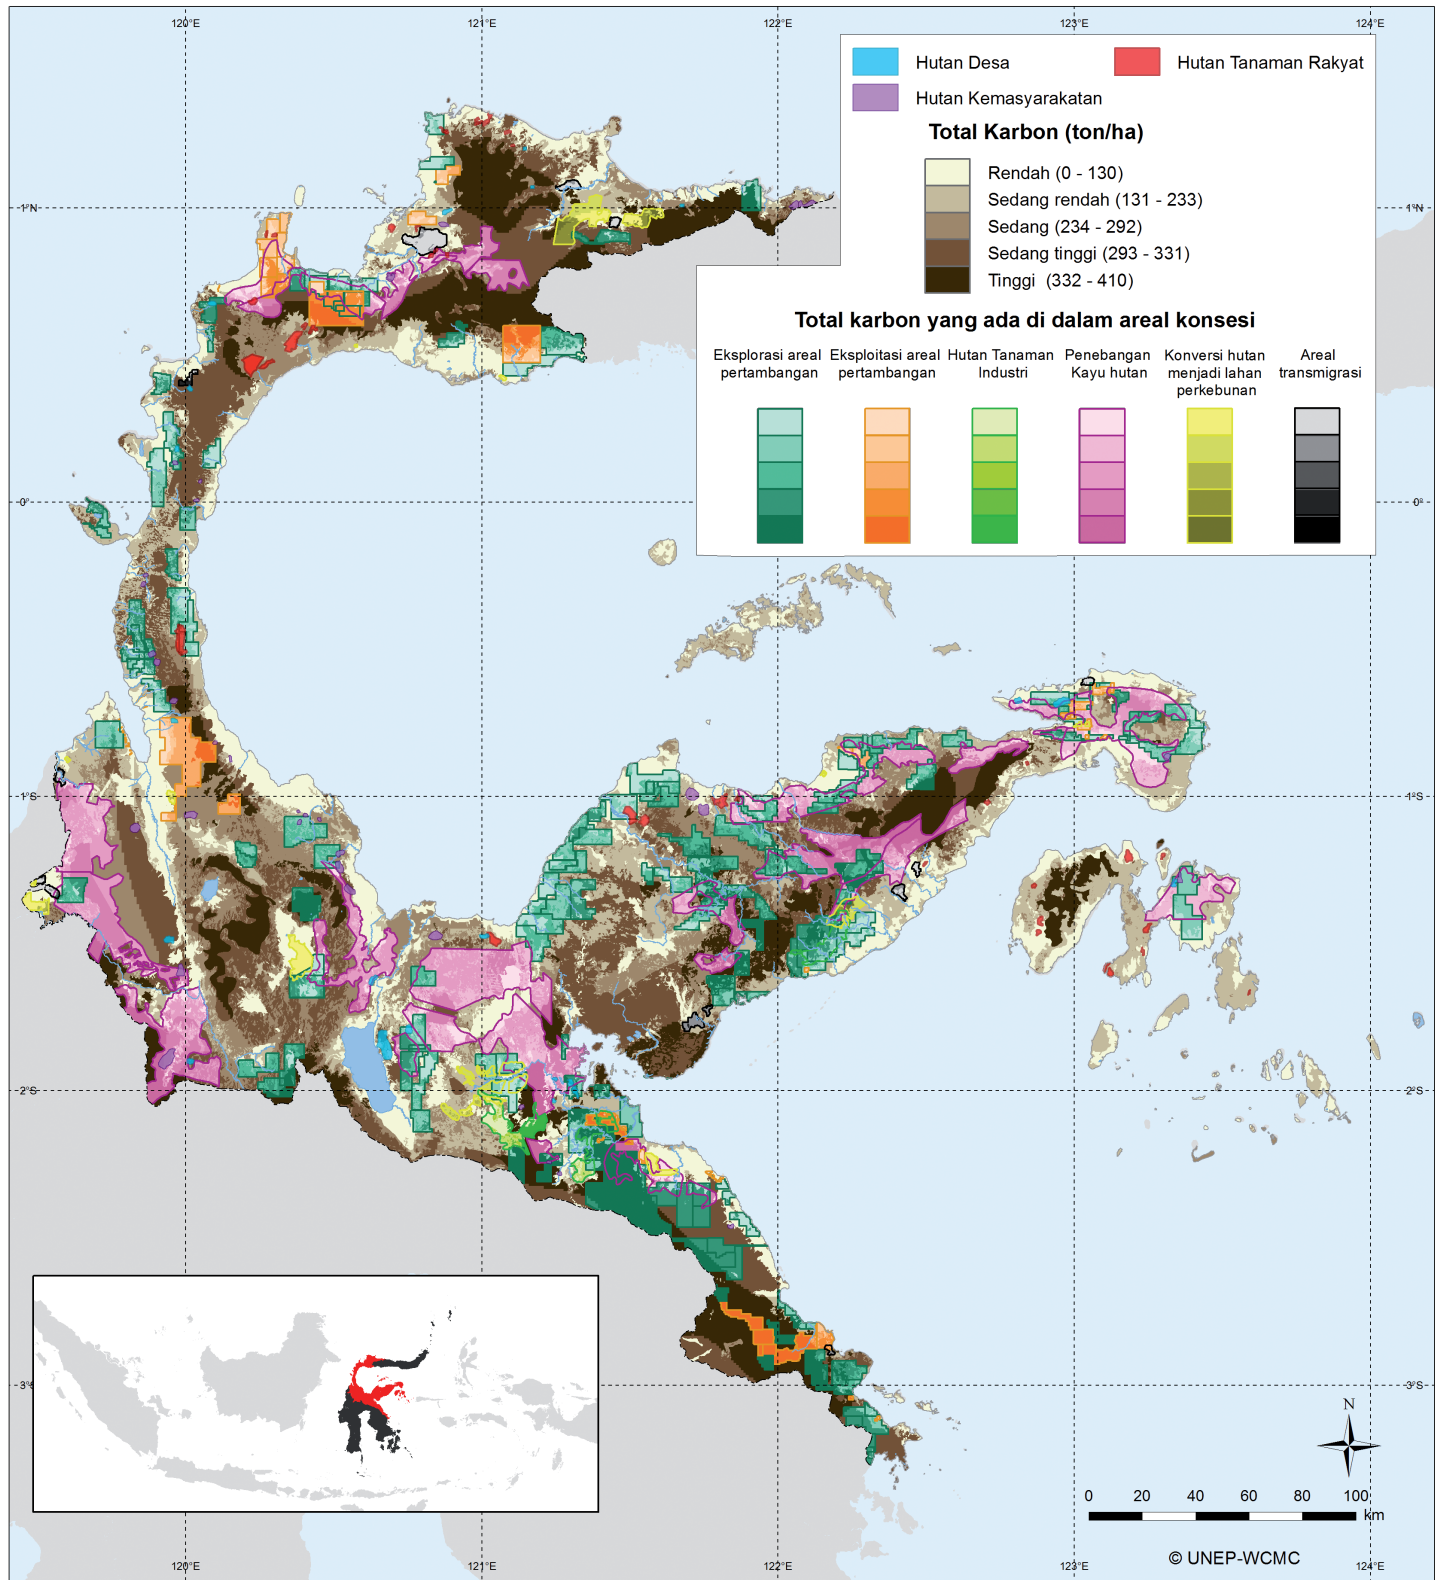 120°E 121°E 122°E 123°E 124°E
Hutan Desa Hutan Tanaman Rakyat
Hutan Kemasyarakatan
Total Karbon (ton/ha)
Rendah (0 - 130)
Sedang rendah (131 - 233)
Sedang (234 - 292)
Sedang tinggi (293 - 331)
Tinggi (332 - 410)
1°N 1°N
Total karbon yang ada di dalam areal konsesi
Eksplorasi areal pertambangan
Eksploitasi areal pertambangan
Hutan Tanaman Industri
Penebangan Kayu hutan
Konversi hutan menjadi lahan perkebunan
Areal transmigrasi
0° 0°
1°S 1°S
2°S 2°S
3°S 3°S
N
0 20 40 60 80 100
km
© UNEP-WCMC
120°E 121°E 122°E 123°E 124°E